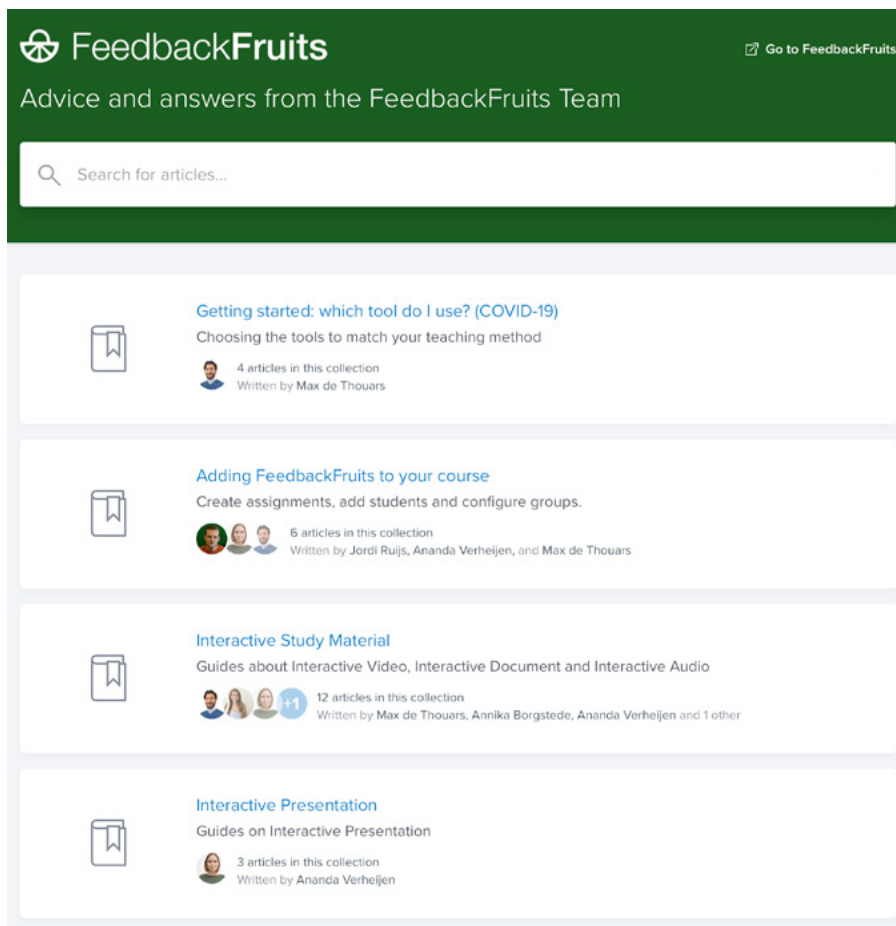 FeedbackFruits
Go to FeedbackFruits
Advice and answers from the FeedbackFruits Team
Search for articles...
Getting started: which tool do I use? (COVID-19)
Choosing the tools to match your teaching method
4 articles in this collection
Written by Max de Thouars
Adding FeedbackFruits to your course
Create assignments, add students and configure groups.
6 articles in this collection
Written by Jordi Ruijs, Ananda Verheijen, and Max de Thouars
Interactive Study Material
Guides about Interactive Video, Interactive Document and Interactive Audio
+1
12 articles in this collection
Written by Max de Thouars, Annika Borgstede, Ananda Verheijen and 1 other
Interactive Presentation
Guides on Interactive Presentation
3 articles in this collection
Written by Ananda Verheijen